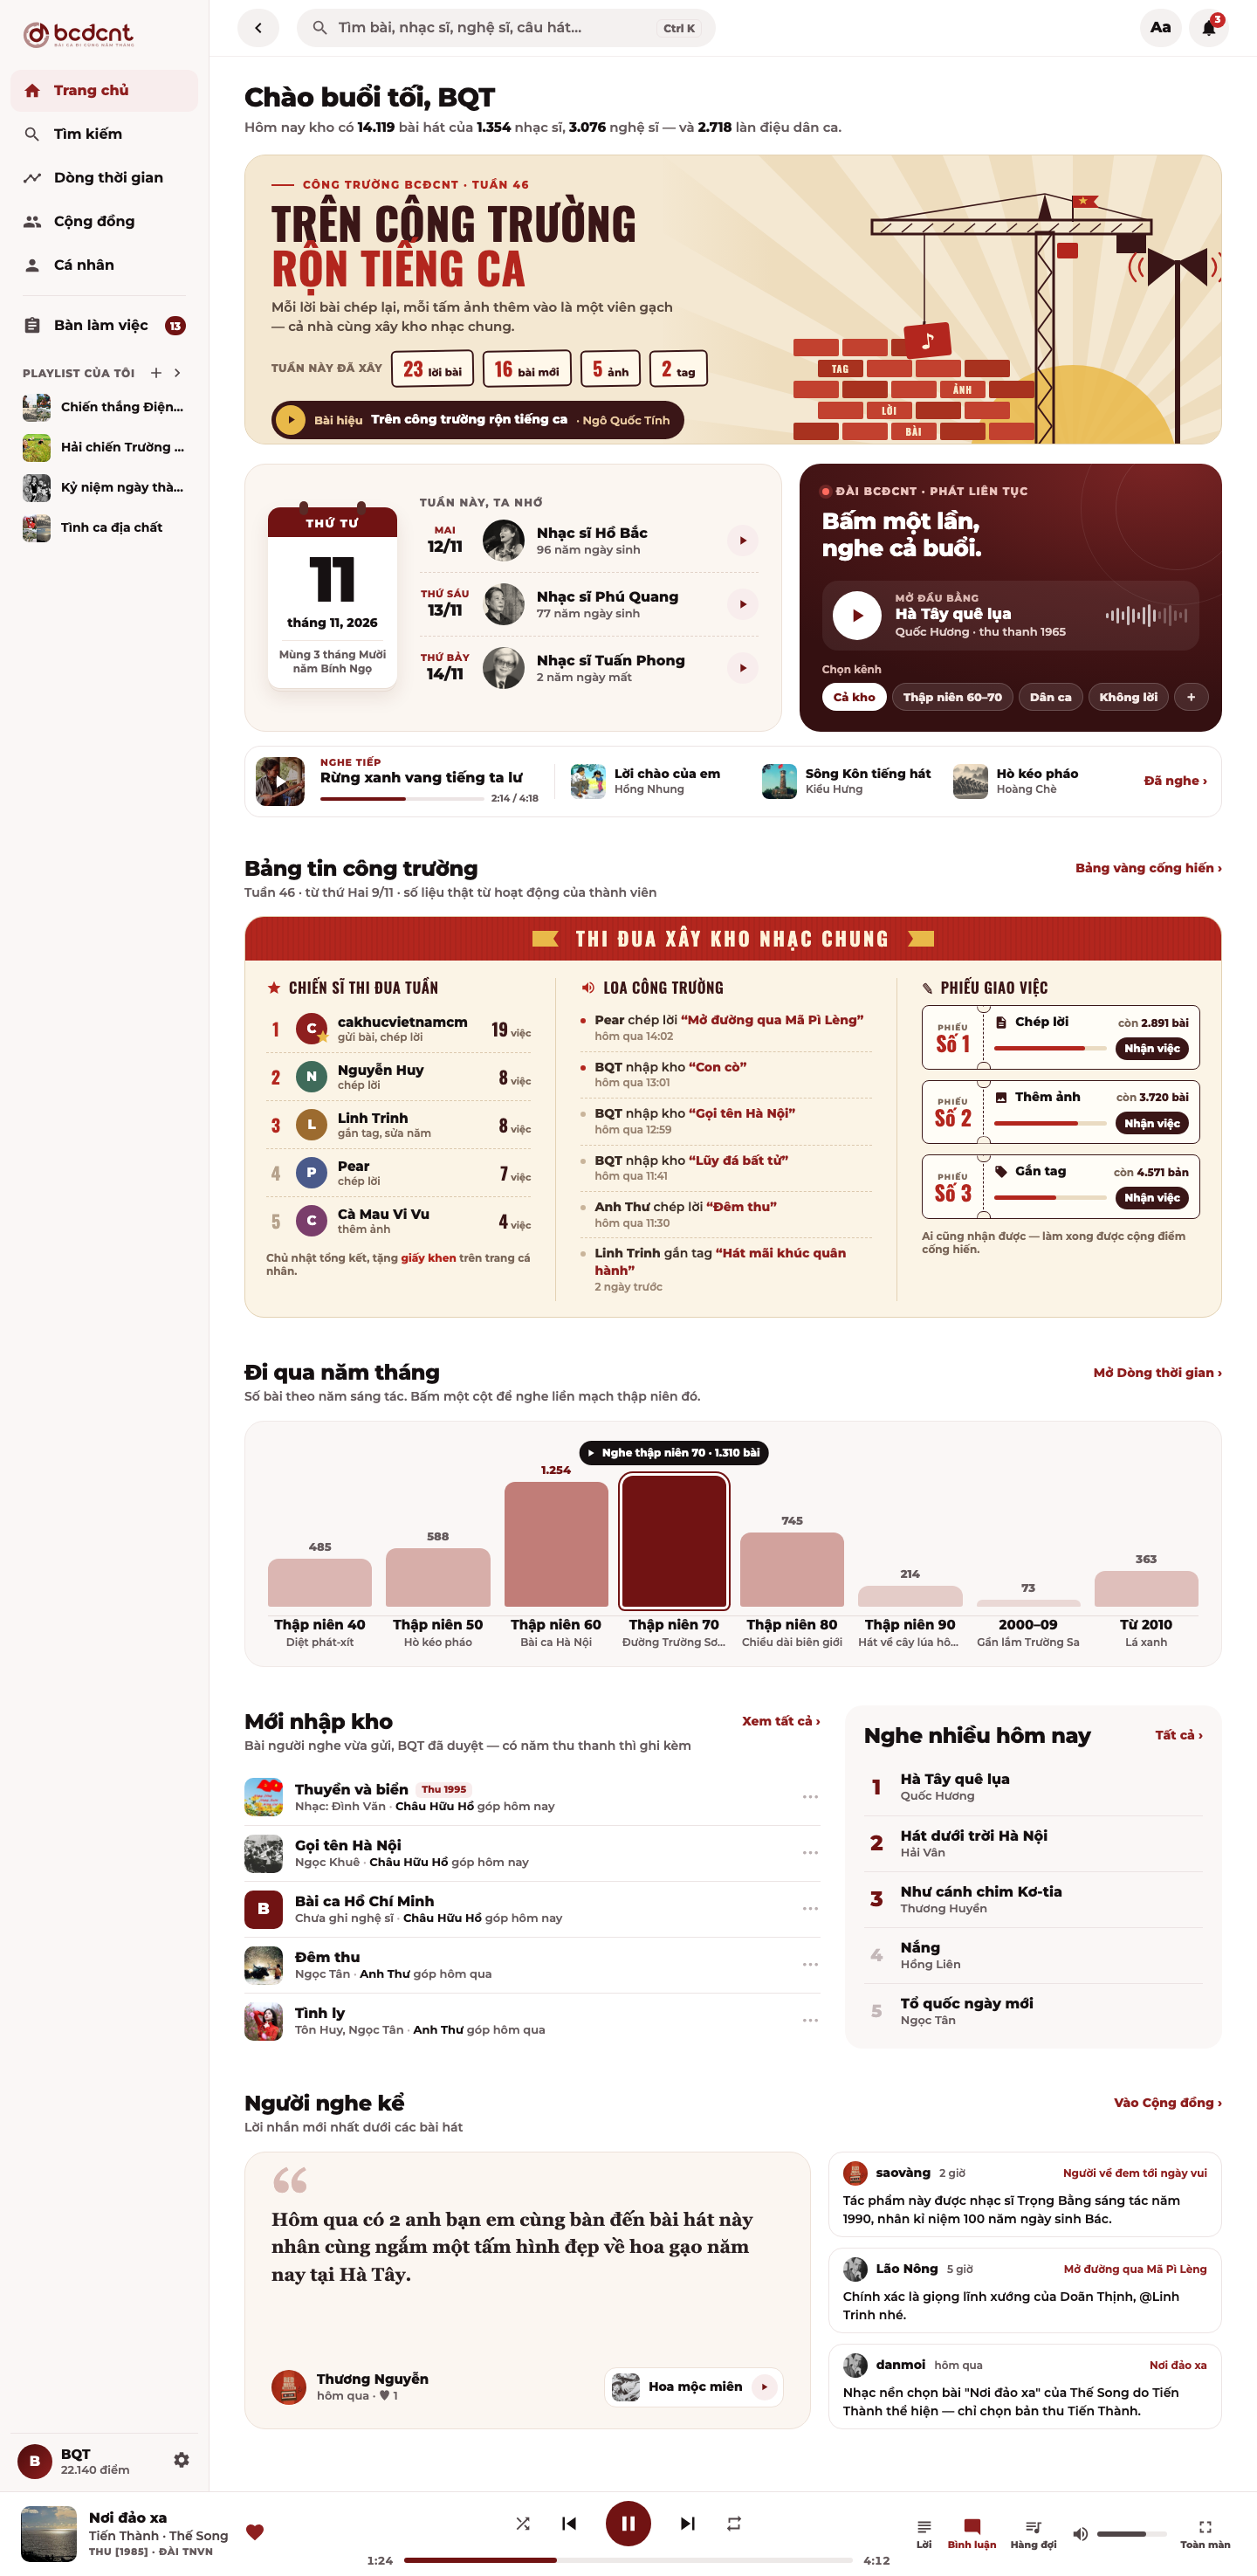 bcdcnt
BÀI CA ĐI CÙNG NĂM THÁNG
Trang chủ
Tìm kiếm
Dòng thời gian
Cộng đồng
Cá nhân
Bàn làm việc 13
PLAYLIST CỦA TÔI
Chiến thắng Điện...
Hải chiến Trường ...
Kỷ niệm ngày thà...
Tình ca địa chất
Tìm bài, nhạc sĩ, nghệ sĩ, câu hát... Ctrl K
Aa
3
Chào buổi tối, BQT
Hôm nay kho có 14.119 bài hát của 1.354 nhạc sĩ, 3.076 nghệ sĩ — và 2.718 làn điệu dân ca.
CÔNG TRƯỜNG BCĐCNT · TUẦN 46
TRÊN CÔNG TRƯỜNG
RỘN TIẾNG CA
Mỗi lời bài chép lại, mỗi tấm ảnh thêm vào là một viên gạch
— cả nhà cùng xây kho nhạc chung.
TUẦN NÀY ĐÃ XÂY
23 lời bài
16 bài mới
5 ảnh
2 tag
Bài hiệu Trên công trường rộn tiếng ca · Ngô Quốc Tính
TAG
ẢNH
LỜI
BÀI
THỨ TƯ
11
tháng 11, 2026
Mùng 3 tháng Mười
năm Bính Ngọ
TUẦN NÀY, TA NHỚ
MAI
12/11
Nhạc sĩ Hồ Bắc
96 năm ngày sinh
THỨ SÁU
13/11
Nhạc sĩ Phú Quang
77 năm ngày sinh
THỨ BẢY
14/11
Nhạc sĩ Tuấn Phong
2 năm ngày mất
ĐÀI BCĐCNT · PHÁT LIÊN TỤC
Bấm một lần,
nghe cả buổi.
MỞ ĐẦU BẰNG
Hà Tây quê lụa
Quốc Hương · thu thanh 1965
Chọn kênh
Cả kho
Thập niên 60–70
Dân ca
Không lời
+
NGHE TIẾP
Rừng xanh vang tiếng ta lư
2:14 / 4:18
Lời chào của em
Hồng Nhung
Sông Kôn tiếng hát
Kiều Hưng
Hò kéo pháo
Hoàng Chè
Đã nghe ›
Bảng tin công trường
Bảng vàng cống hiến ›
Tuần 46 · từ thứ Hai 9/11 · số liệu thật từ hoạt động của thành viên
THI ĐUA XÂY KHO NHẠC CHUNG
CHIẾN SĨ THI ĐUA TUẦN
1 C cakhucvietnamcm 19 việc
gửi bài, chép lời
2 N Nguyễn Huy 8 việc
chép lời
3 L Linh Trinh 8 việc
gắn tag, sửa năm
4 P Pear 7 việc
chép lời
5 C Cà Mau Vi Vu 4 việc
thêm ảnh
Chủ nhật tổng kết, tặng giấy khen trên trang cá
nhân.
LOA CÔNG TRƯỜNG
Pear chép lời “Mở đường qua Mã Pì Lèng”
hôm qua 14:02
BQT nhập kho “Con cò”
hôm qua 13:01
BQT nhập kho “Gọi tên Hà Nội”
hôm qua 12:59
BQT nhập kho “Lũy đá bất tử”
hôm qua 11:41
Anh Thư chép lời “Đêm thu”
hôm qua 11:30
Linh Trinh gắn tag “Hát mãi khúc quân
hành”
2 ngày trước
PHIẾU GIAO VIỆC
PHIẾU
Số 1
Chép lời còn 2.891 bài
Nhận việc
PHIẾU
Số 2
Thêm ảnh còn 3.720 bài
Nhận việc
PHIẾU
Số 3
Gắn tag còn 4.571 bản
Nhận việc
Ai cũng nhận được — làm xong được cộng điểm
cống hiến.
Đi qua năm tháng
Mở Dòng thời gian ›
Số bài theo năm sáng tác. Bấm một cột để nghe liền mạch thập niên đó.
Nghe thập niên 70 · 1.310 bài
485
588
1.254
745
214
73
363
Thập niên 40
Diệt phát-xít
Thập niên 50
Hò kéo pháo
Thập niên 60
Bài ca Hà Nội
Thập niên 70
Đường Trường Sơ...
Thập niên 80
Chiều dài biên giới
Thập niên 90
Hát về cây lúa hô...
2000–09
Gần lắm Trường Sa
Từ 2010
Lá xanh
Mới nhập kho
Xem tất cả ›
Bài người nghe vừa gửi, BQT đã duyệt — có năm thu thanh thì ghi kèm
Thuyền và biển Thu 1995
Nhạc: Đình Văn · Châu Hữu Hồ góp hôm nay
Gọi tên Hà Nội
Ngọc Khuê · Châu Hữu Hồ góp hôm nay
B
Bài ca Hồ Chí Minh
Chưa ghi nghệ sĩ · Châu Hữu Hồ góp hôm nay
Đêm thu
Ngọc Tân · Anh Thư góp hôm qua
Tình ly
Tôn Huy, Ngọc Tân · Anh Thư góp hôm qua
Nghe nhiều hôm nay
Tất cả ›
1 Hà Tây quê lụa
Quốc Hương
2 Hát dưới trời Hà Nội
Hải Vân
3 Như cánh chim Kơ-tia
Thương Huyền
4 Nắng
Hồng Liên
5 Tổ quốc ngày mới
Ngọc Tân
Người nghe kể
Vào Cộng đồng ›
Lời nhắn mới nhất dưới các bài hát
“
Hôm qua có 2 anh bạn em cùng bàn đến bài hát này
nhân cùng ngắm một tấm hình đẹp về hoa gạo năm
nay tại Hà Tây.
Thương Nguyễn
hôm qua · ♥ 1
Hoa mộc miên
saovàng 2 giờ Người về đem tới ngày vui
Tác phẩm này được nhạc sĩ Trọng Bằng sáng tác năm
1990, nhân kỉ niệm 100 năm ngày sinh Bác.
Lão Nông 5 giờ Mở đường qua Mã Pì Lèng
Chính xác là giọng lĩnh xướng của Doãn Thịnh, @Linh
Trinh nhé.
danmoi hôm qua Nơi đảo xa
Nhạc nền chọn bài "Nơi đảo xa" của Thế Song do Tiến
Thành thể hiện — chỉ chọn bản thu Tiến Thành.
B
BQT
22.140 điểm
Nơi đảo xa
Tiến Thành · Thế Song
THU [1985] · ĐÀI TNVN
1:24
4:12
Lời
Bình luận
Hàng đợi
Toàn màn